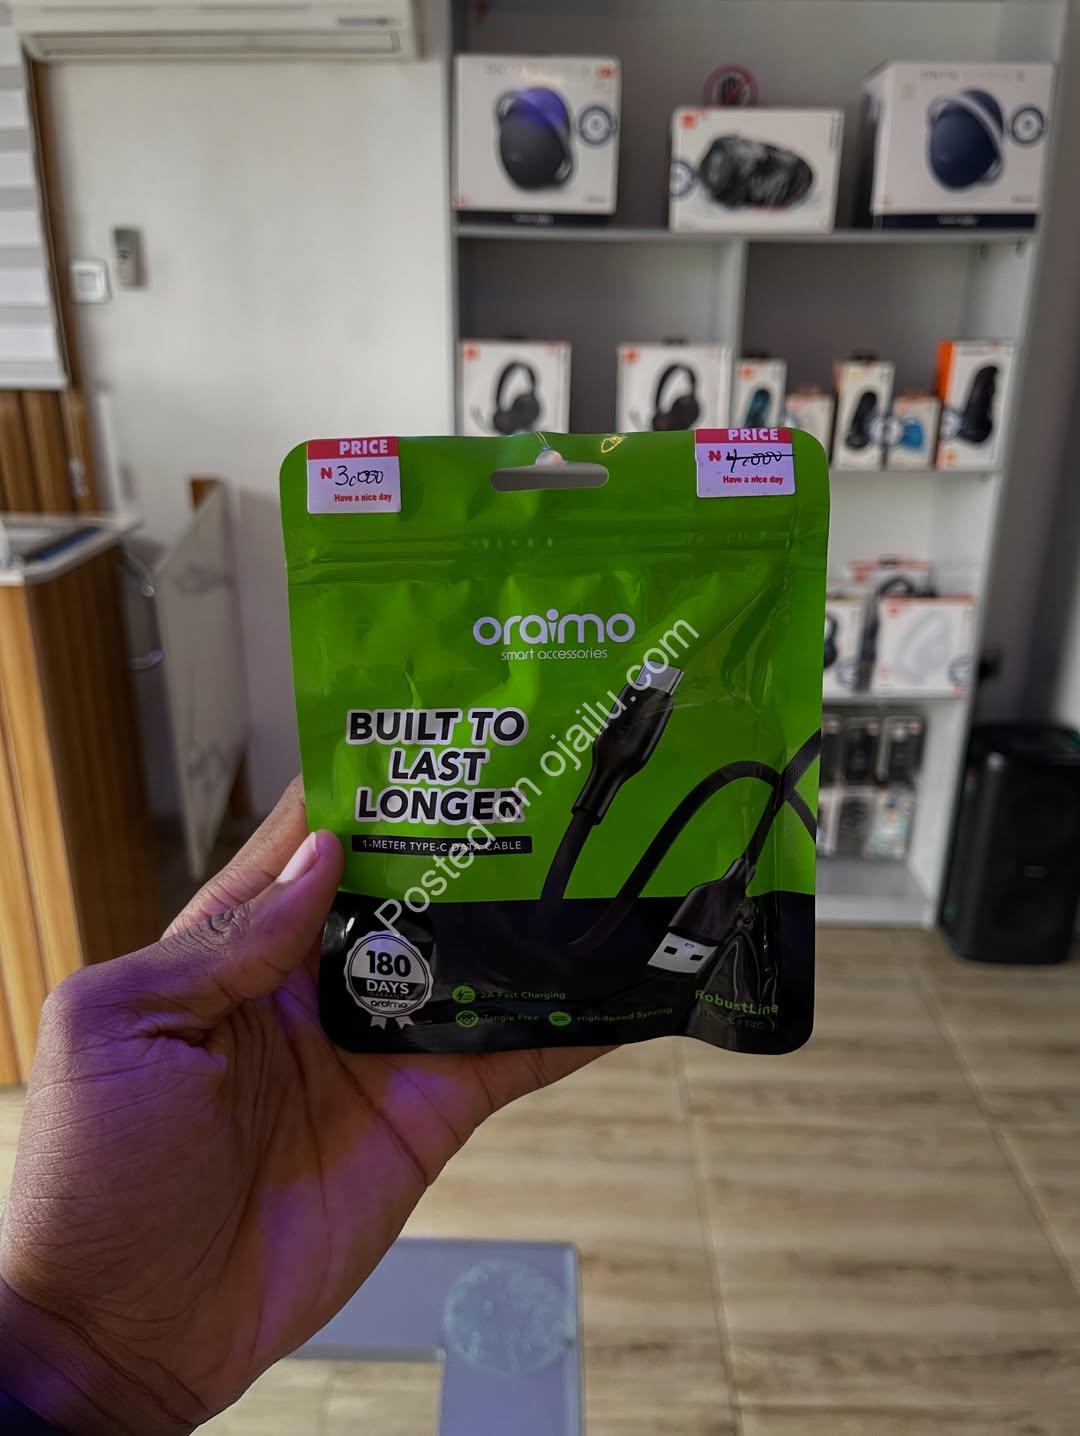 PRICE
₦ 3,000
Have a nice day
PRICE
₦ 4,000
Have a nice day
oraimo
smart accessories
BUILT TO
LAST
LONGER
1-METER TYPE-C DATA CABLE
180
DAYS
WARRANTY
oraimo
2A Fast Charging
Tangle Free
High-Speed Syncing
RobustLine
Posted on ojailu.com